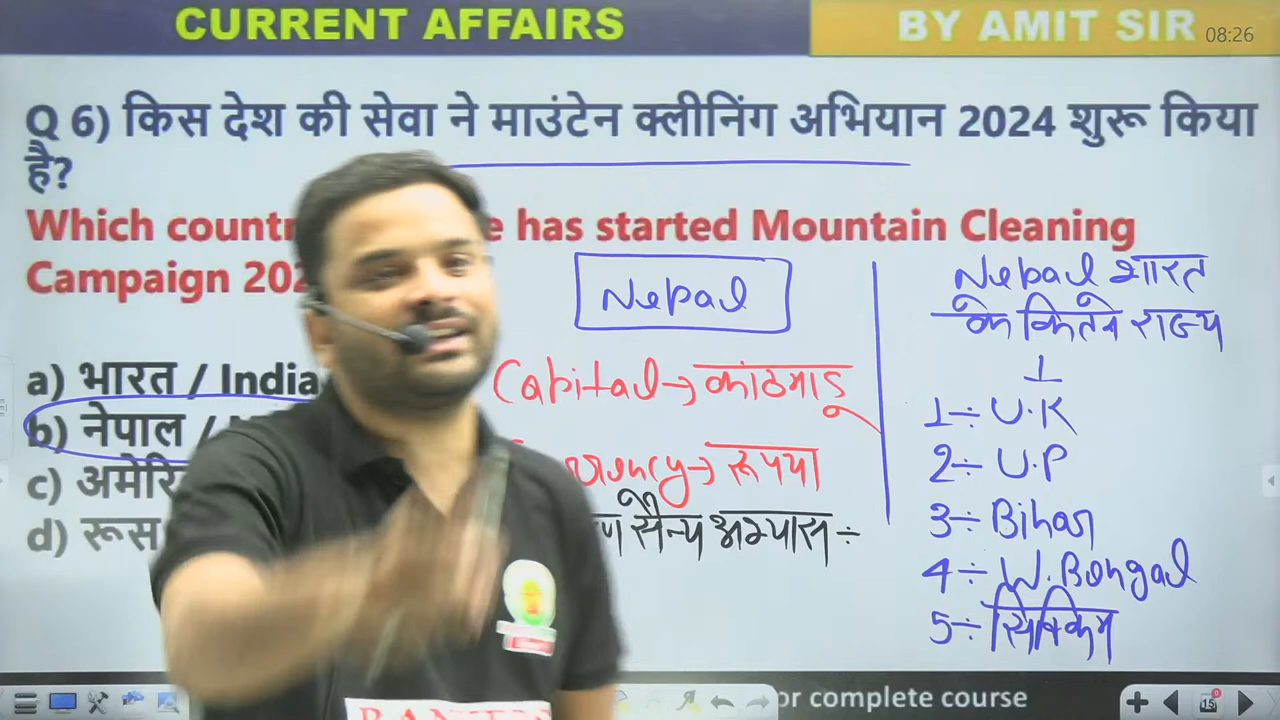 CURRENT AFFAIRS
BY AMIT SIR
08:26
Q 6) किस देश की सेवा ने माउंटेन क्लीनिंग अभियान 2024 शुरू किया
है?
Which countr e has started Mountain Cleaning
Campaign 202
a) भारत / India
b) नेपाल /
c) अमेरि
d) रूस
Nepal
Capital → काठमाडू
→ रूपया
सैन्य अभ्यास ÷
Nepal भारत
के कितने राज्य
1 ÷ U.K
2 ÷ U.P
3 ÷ Bihar
4 ÷ W.Bengal
5 ÷ सिक्किम
or complete course
15